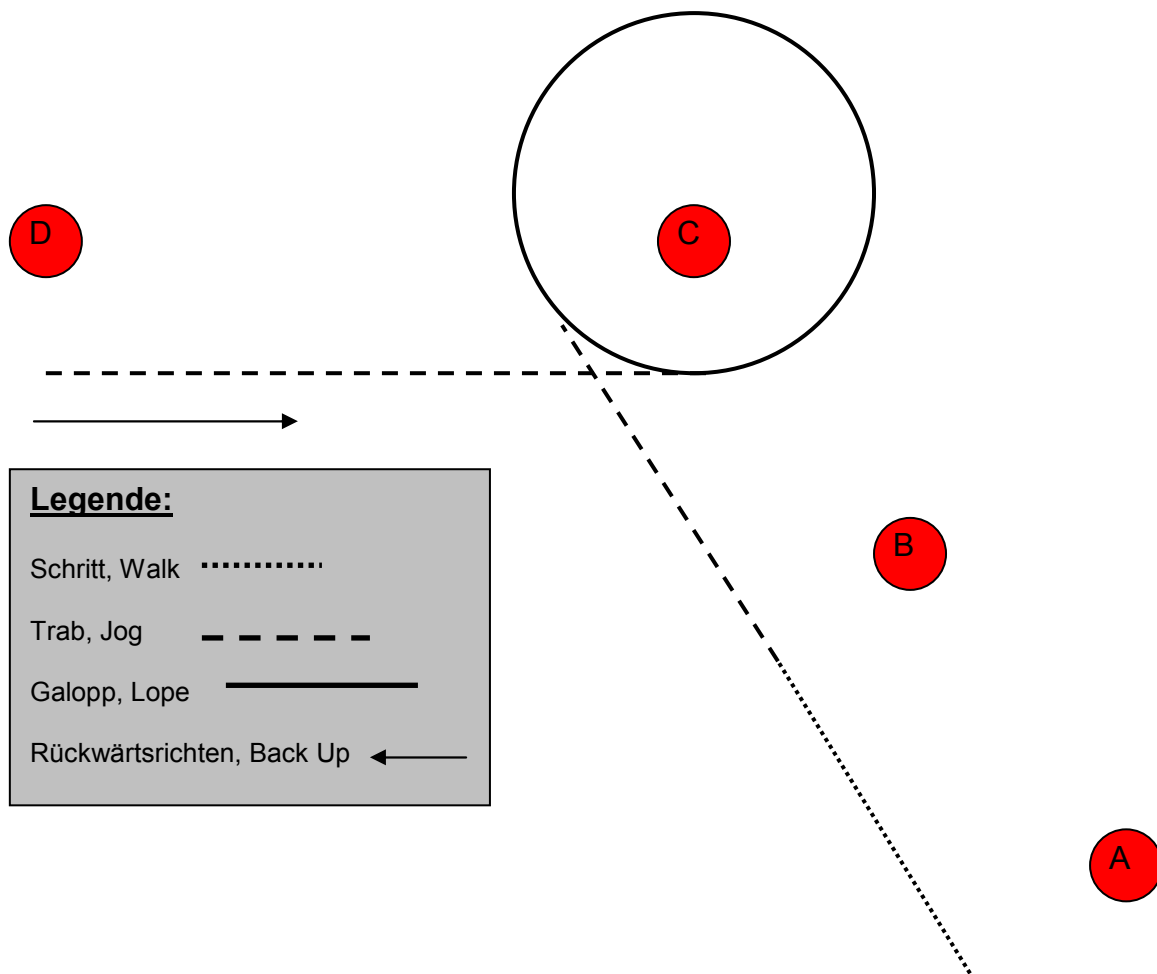 D
C
B
Legende:
Schritt, Walk
Trab, Jog
Galopp, Lope
Rückwärtsrichten, Back Up
A